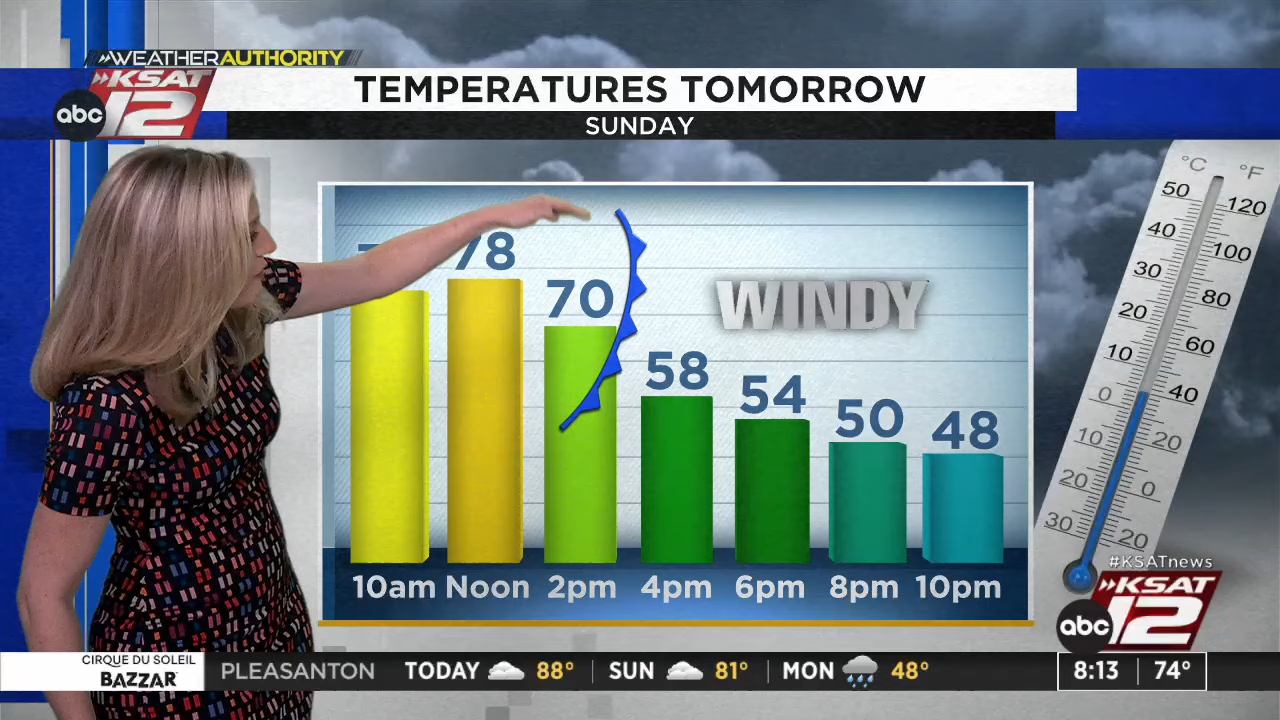 WEATHERAUTHORITY
KSAT
abc 12
TEMPERATURES TOMORROW
SUNDAY
°C °F
50 120
40 100
30 80
20 60
10 40
0 20
10 0
20 20
30
78
70
58
54
50
48
WINDY
10am Noon 2pm 4pm 6pm 8pm 10pm
#KSATnews
KSAT
abc 12
CIRQUE DU SOLEIL
BAZZAR
PLEASANTON TODAY 88° SUN 81° MON 48°
8:13 74°